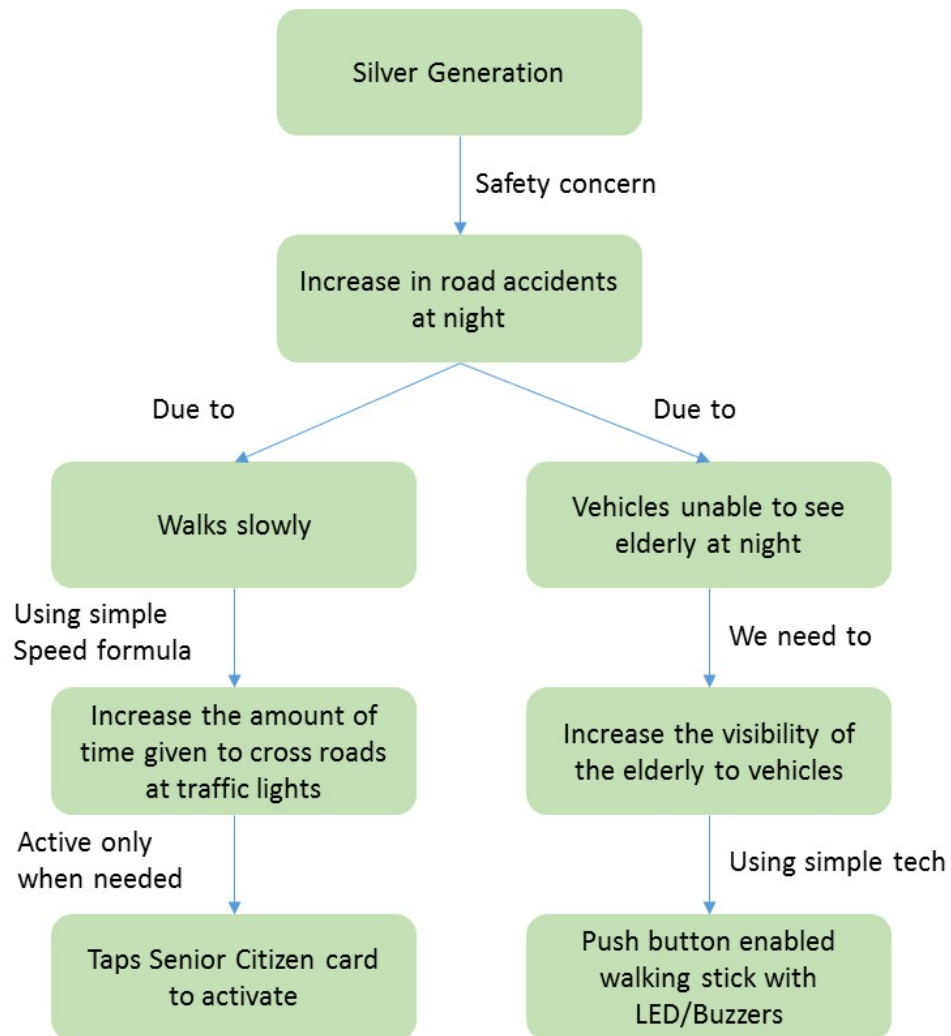 Silver Generation
Safety concern
Increase in road accidents
at night
Due to
Due to
Walks slowly
Vehicles unable to see
elderly at night
Using simple
Speed formula
We need to
Increase the amount of
time given to cross roads
at traffic lights
Increase the visibility of
the elderly to vehicles
Active only
when needed
Using simple tech
Taps Senior Citizen card
to activate
Push button enabled
walking stick with
LED/Buzzers